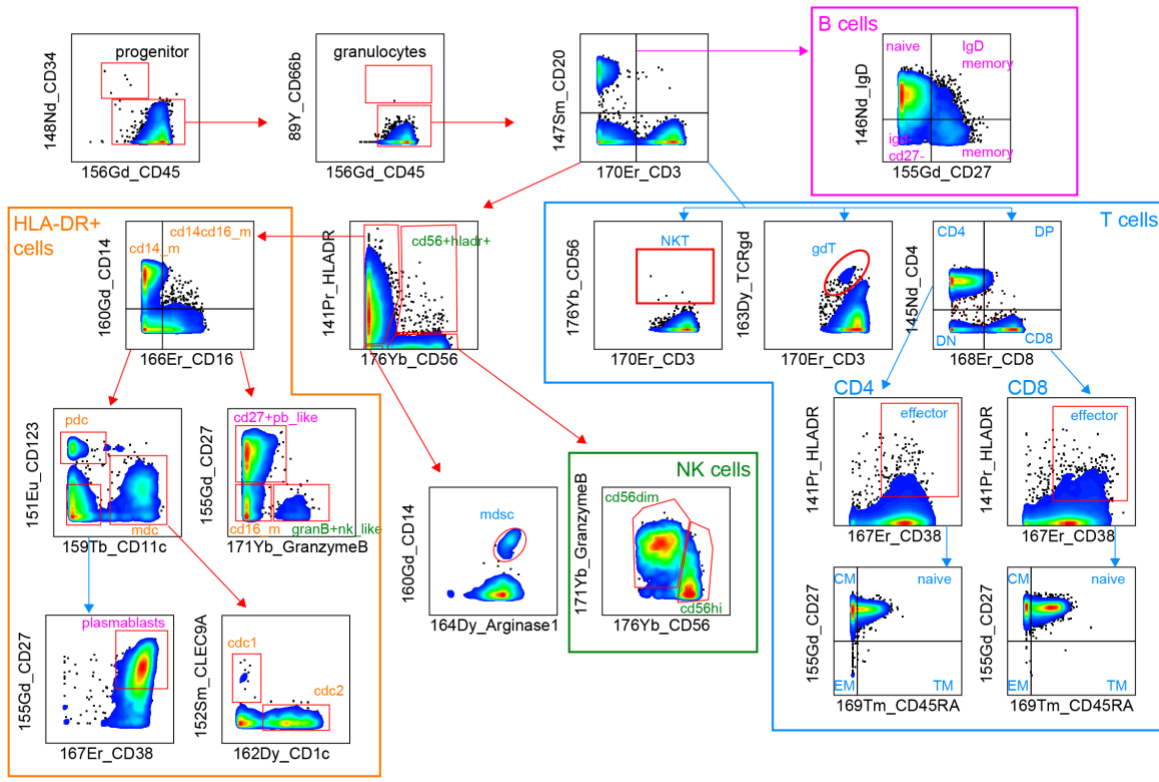 B cells
progenitor
148Nd_CD34
156Gd_CD45
granulocytes
89Y_CD66b
156Gd_CD45
147Sm_CD20
170Er_CD3
naive
IgD
memory
146Nd_IgD
igd-
cd27-
memory
155Gd_CD27
HLA-DR+
cells
cd14cd16_m
cd14_m
160Gd_CD14
166Er_CD16
cd56+hladr+
141Pr_HLADR
176Yb_CD56
T cells
NKT
176Yb_CD56
170Er_CD3
gdT
163Dy_TCRgd
170Er_CD3
CD4
DP
145Nd_CD4
DN
CD8
168Er_CD8
pdc
151Eu_CD123
mdc
159Tb_CD11c
cd27+pb_like
155Gd_CD27
cd16_m
granB+nk_like
171Yb_GranzymeB
CD4
effector
141Pr_HLADR
167Er_CD38
CD8
effector
141Pr_HLADR
167Er_CD38
mdsc
160Gd_CD14
164Dy_Arginase1
NK cells
cd56dim
171Yb_GranzymeB
cd56hi
176Yb_CD56
plasmablasts
155Gd_CD27
167Er_CD38
cdc1
152Sm_CLEC9A
cdc2
162Dy_CD1c
CM
naive
155Gd_CD27
EM
TM
169Tm_CD45RA
CM
naive
155Gd_CD27
EM
TM
169Tm_CD45RA